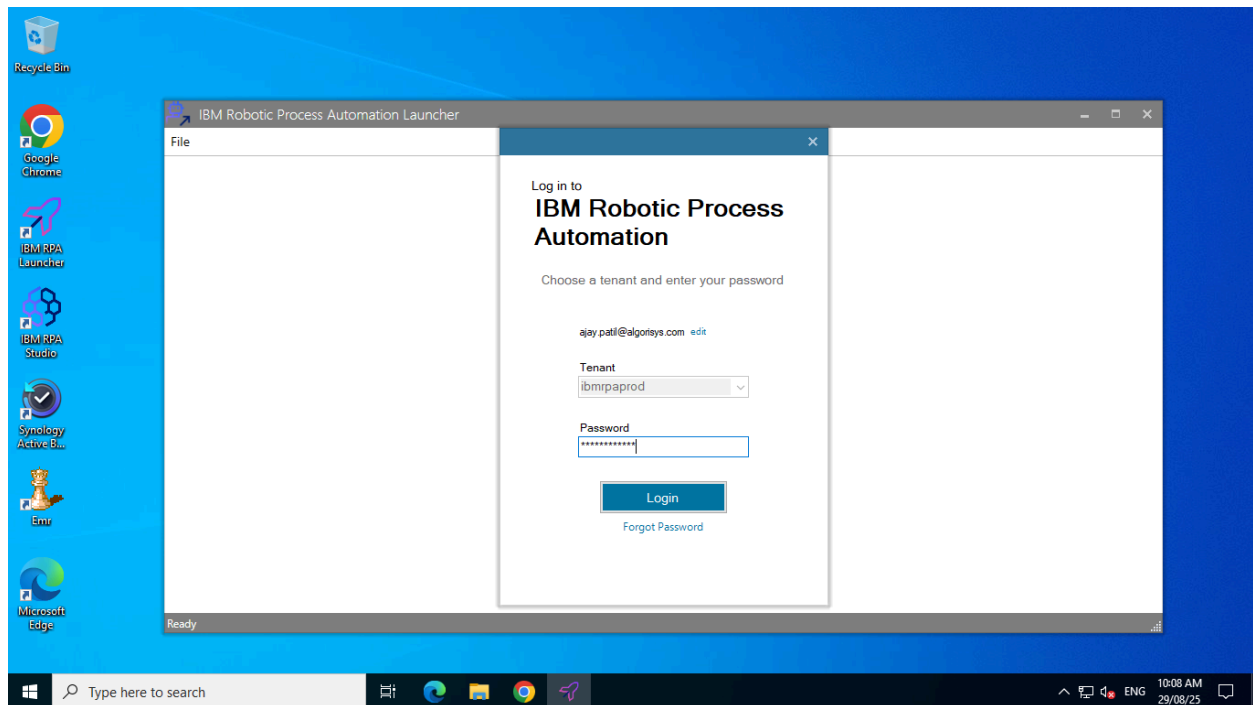 Recycle Bin
Google
Chrome
IBM RPA
Launcher
IBM RPA
Studio
Synology
Active B...
Emr
Microsoft
Edge
IBM Robotic Process Automation Launcher
File
Log in to
IBM Robotic Process
Automation
Choose a tenant and enter your password
ajay.patil@algorisys.com edit
Tenant
ibmrpaprod
Password
************
Login
Forgot Password
Ready
Type here to search
ENG
10:08 AM
29/08/25